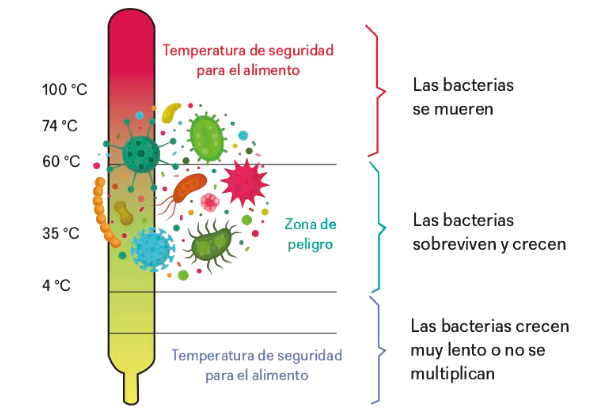 Temperatura de seguridad
para el alimento
100 °C
74 °C
60 °C
35 °C
4 °C
Las bacterias
se mueren
Zona de
peligro
Las bacterias
sobreviven y crecen
Temperatura de seguridad
para el alimento
Las bacterias crecen
muy lento o no se
multiplican